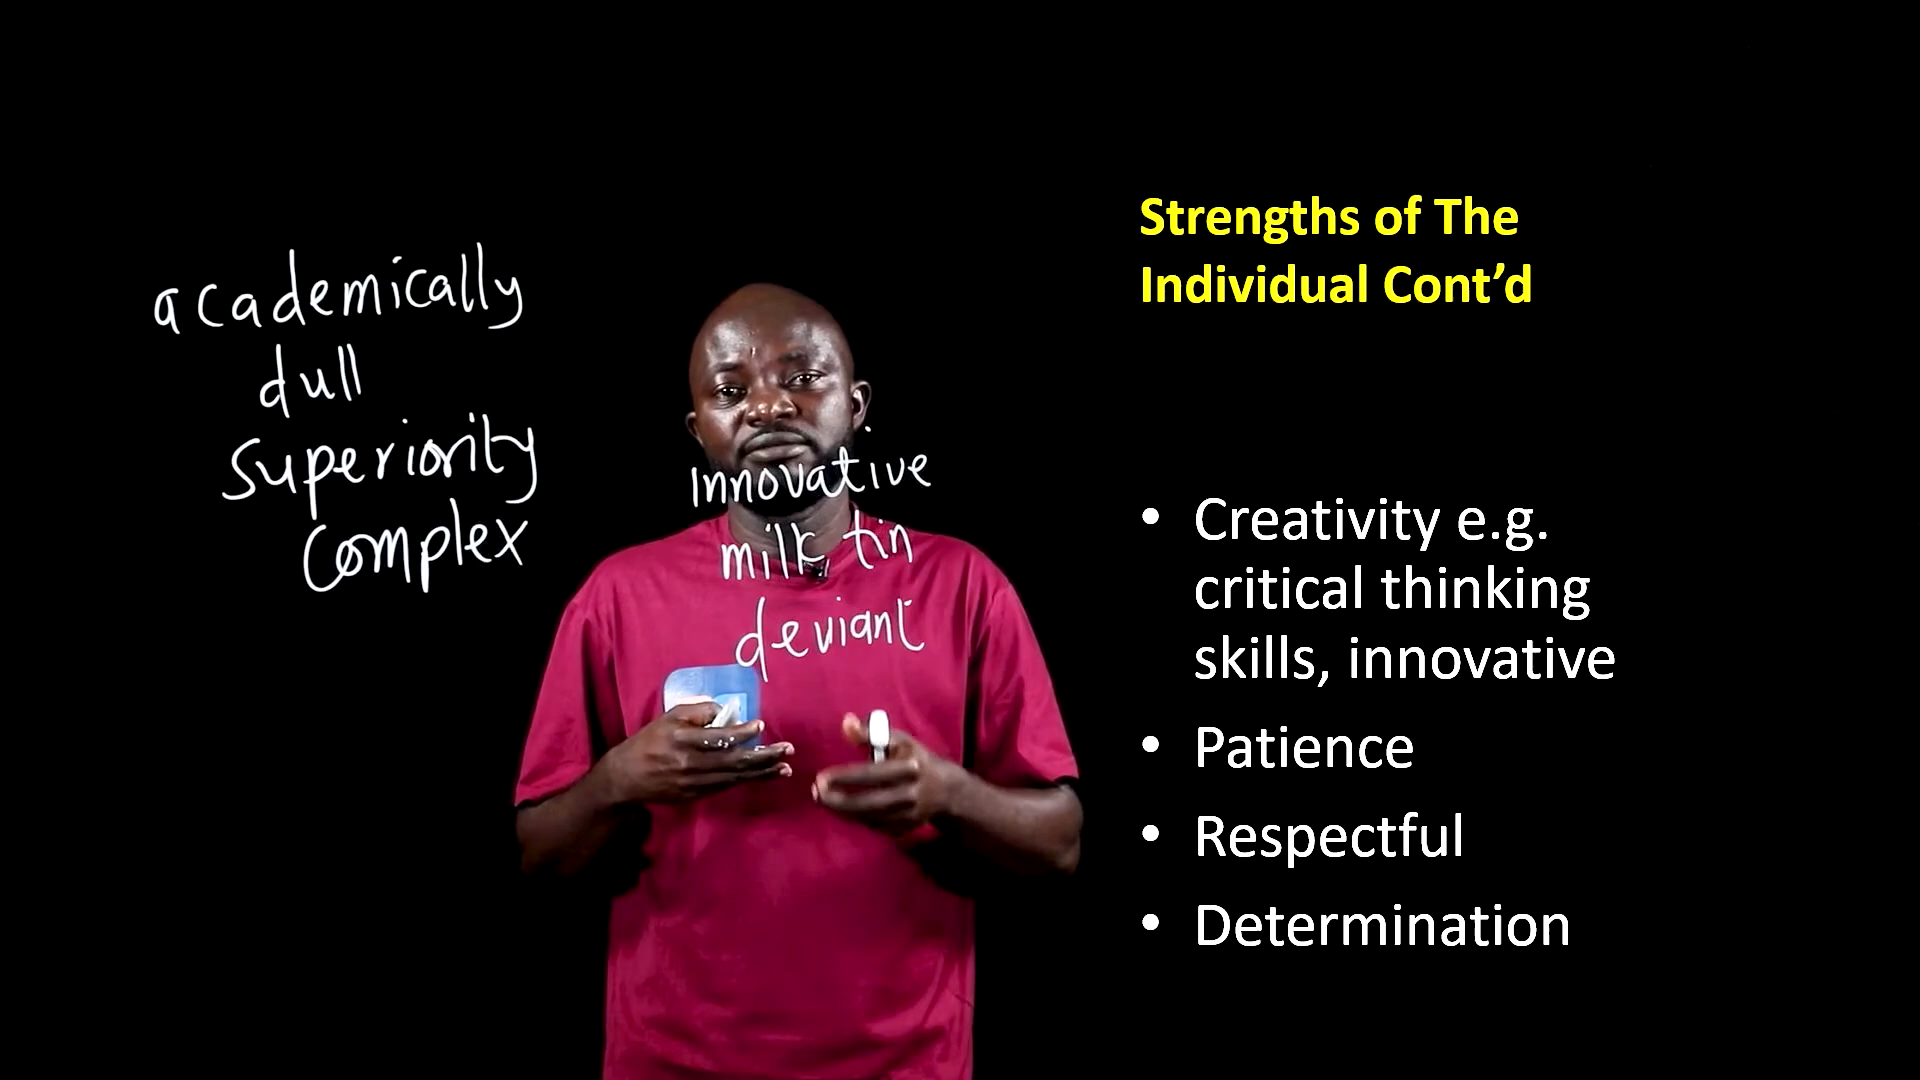 academically
dull
superiority
complex
innovative
milk tin
deviant
Strengths of The
Individual Cont’d
• Creativity e.g.
critical thinking
skills, innovative
• Patience
• Respectful
• Determination